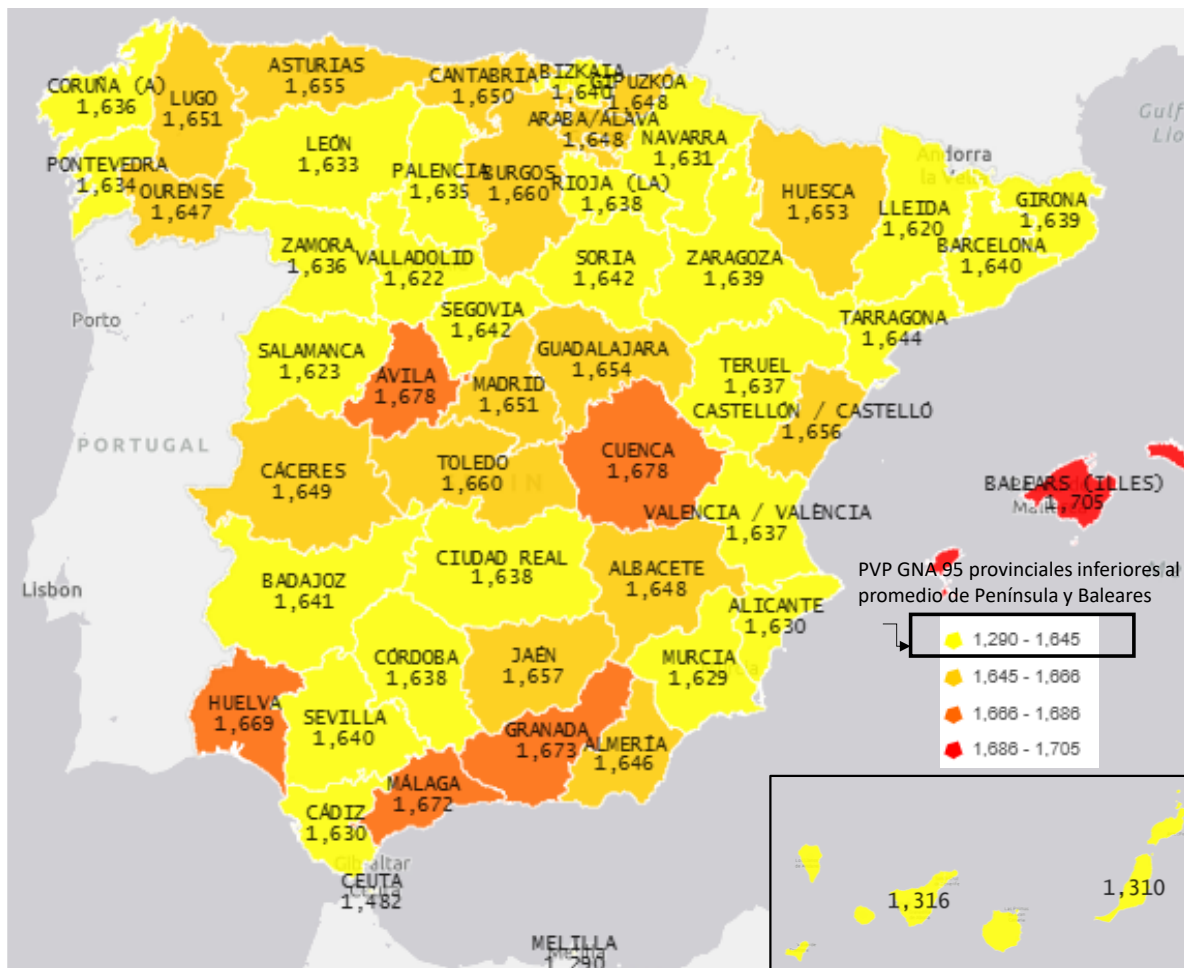 ASTURIAS
1,655
CANTABRIA
1,650
BIZKAIA
1,640
GIPUZKOA
1,648
CORUÑA (A)
1,636
LUGO
1,651
ARABA/ÁLAVA
1,648
NAVARRA
1,631
Gulf
Lio
LEÓN
1,633
PALENCIA
1,635
BURGOS
1,660
RIOJA (LA)
1,638
HUESCA
1,653
Andorra
la Vella
PONTEVEDRA
1,634
OURENSE
1,647
LLEIDA
1,620
GIRONA
1,639
BARCELONA
1,640
ZAMORA
1,636
VALLADOLID
1,622
SORIA
1,642
ZARAGOZA
1,639
Porto
SEGOVIA
1,642
TARRAGONA
1,644
SALAMANCA
1,623
ÁVILA
1,678
MADRID
1,651
GUADALAJARA
1,654
TERUEL
1,637
CASTELLÓN / CASTELLÓ
1,656
PORTUGAL
CÁCERES
1,649
TOLEDO
1,660
CUENCA
1,678
BALEARS (ILLES)
1,705
VALENCIA / VALÈNCIA
1,637
CIUDAD REAL
1,638
ALBACETE
1,648
Lisbon
BADAJOZ
1,641
ALICANTE
1,630
PVP GNA 95 provinciales inferiores al
promedio de Península y Baleares
1,290 - 1,645
1,645 - 1,666
1,666 - 1,686
1,686 - 1,705
CÓRDOBA
1,638
JAÉN
1,657
MURCIA
1,629
HUELVA
1,669
SEVILLA
1,640
GRANADA
1,673
ALMERÍA
1,646
MÁLAGA
1,672
CÁDIZ
1,630
Gibraltar
CEUTA
1,482
MELILLA
1,290
1,316
1,310